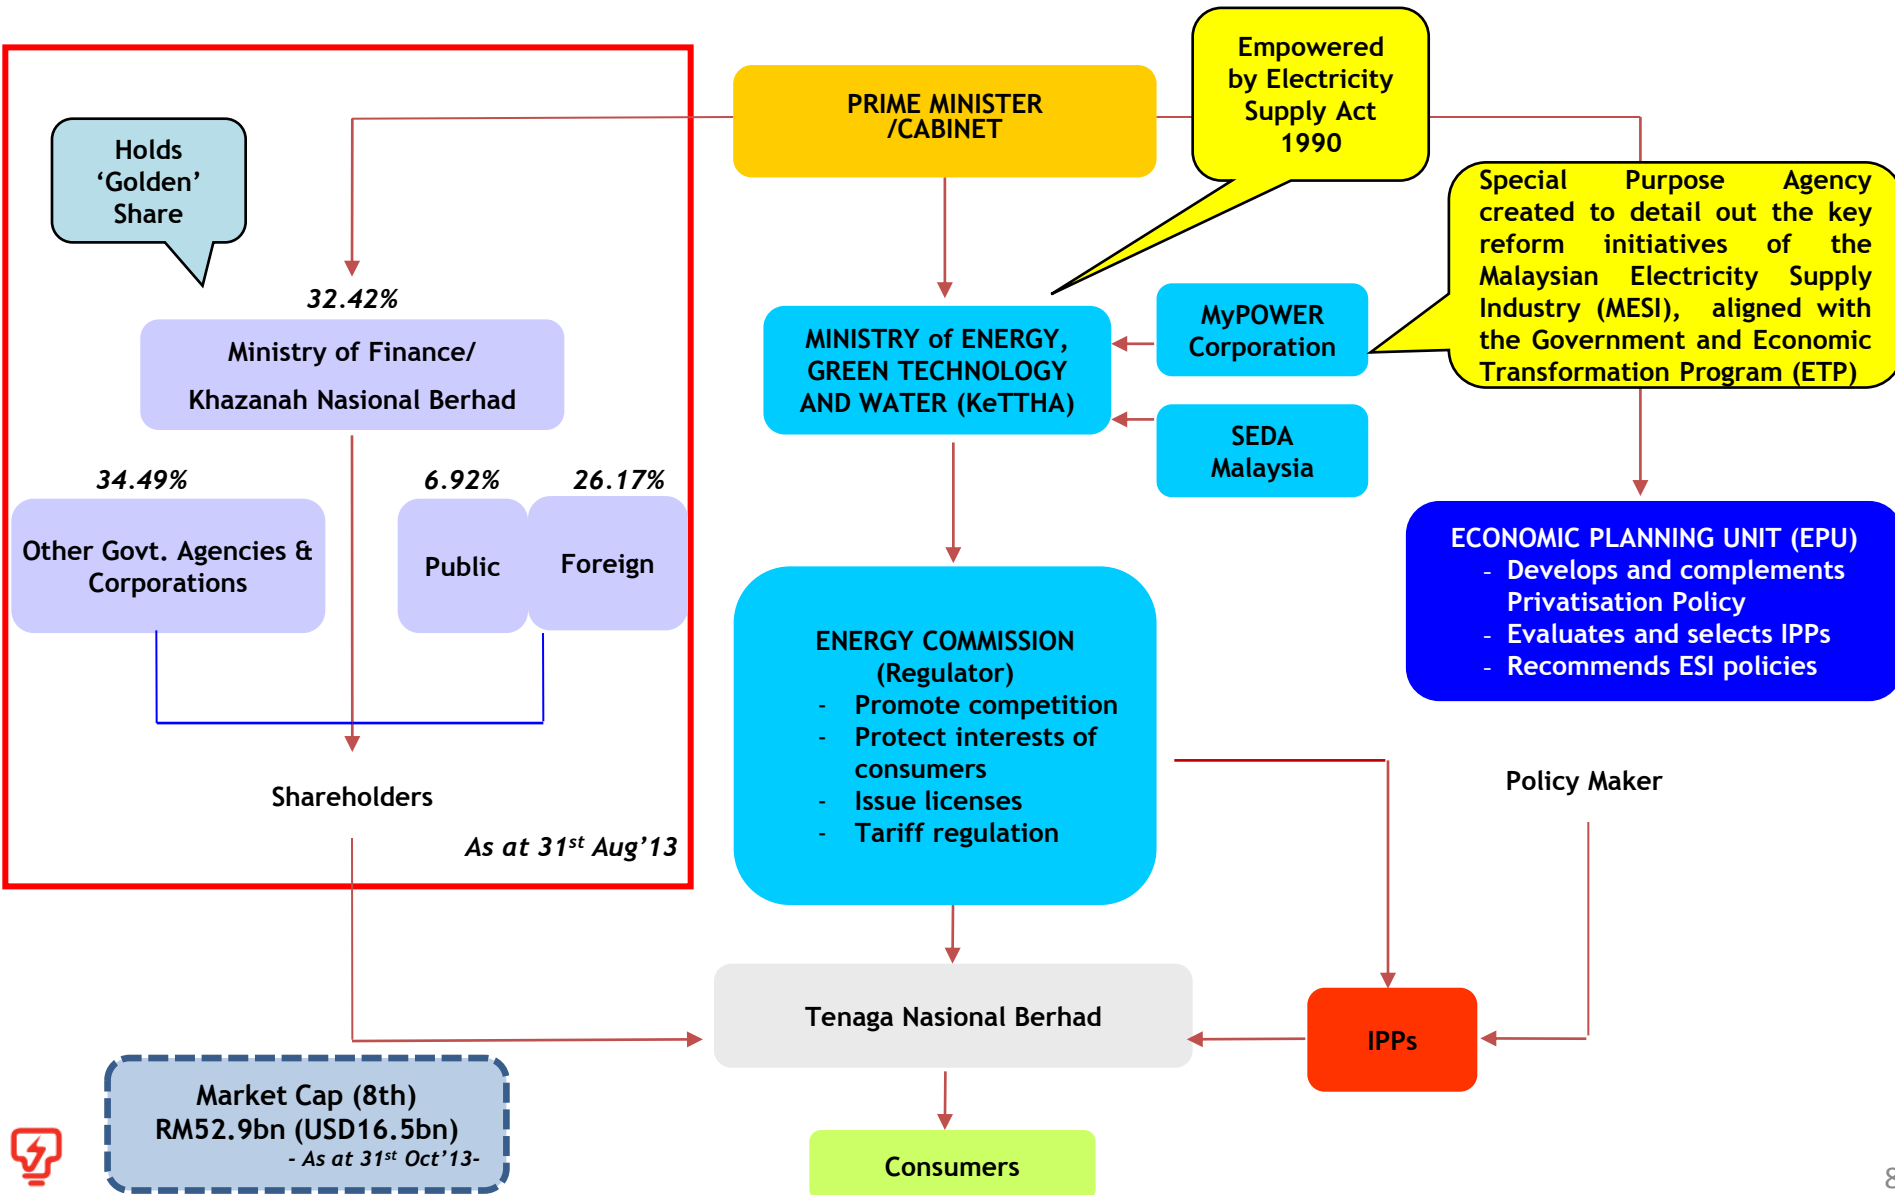 PRIME MINISTER
/CABINET
Empowered
by Electricity
Supply Act
1990
Holds
‘Golden’
Share
Special Purpose Agency
created to detail out the key
reform initiatives of the
Malaysian Electricity Supply
Industry (MESI), aligned with
the Government and Economic
Transformation Program (ETP)
32.42%
Ministry of Finance/
Khazanah Nasional Berhad
MINISTRY of ENERGY,
GREEN TECHNOLOGY
AND WATER (KeTTHA)
MyPOWER
Corporation
SEDA
Malaysia
34.49%
6.92%
26.17%
Other Govt. Agencies &
Corporations
Public
Foreign
ECONOMIC PLANNING UNIT (EPU)
- Develops and complements
Privatisation Policy
- Evaluates and selects IPPs
- Recommends ESI policies
ENERGY COMMISSION
(Regulator)
- Promote competition
- Protect interests of
consumers
- Issue licenses
- Tariff regulation
Shareholders
As at 31st Aug’13
Policy Maker
Tenaga Nasional Berhad
IPPs
Market Cap (8th)
RM52.9bn (USD16.5bn)
- As at 31st Oct’13-
Consumers
8